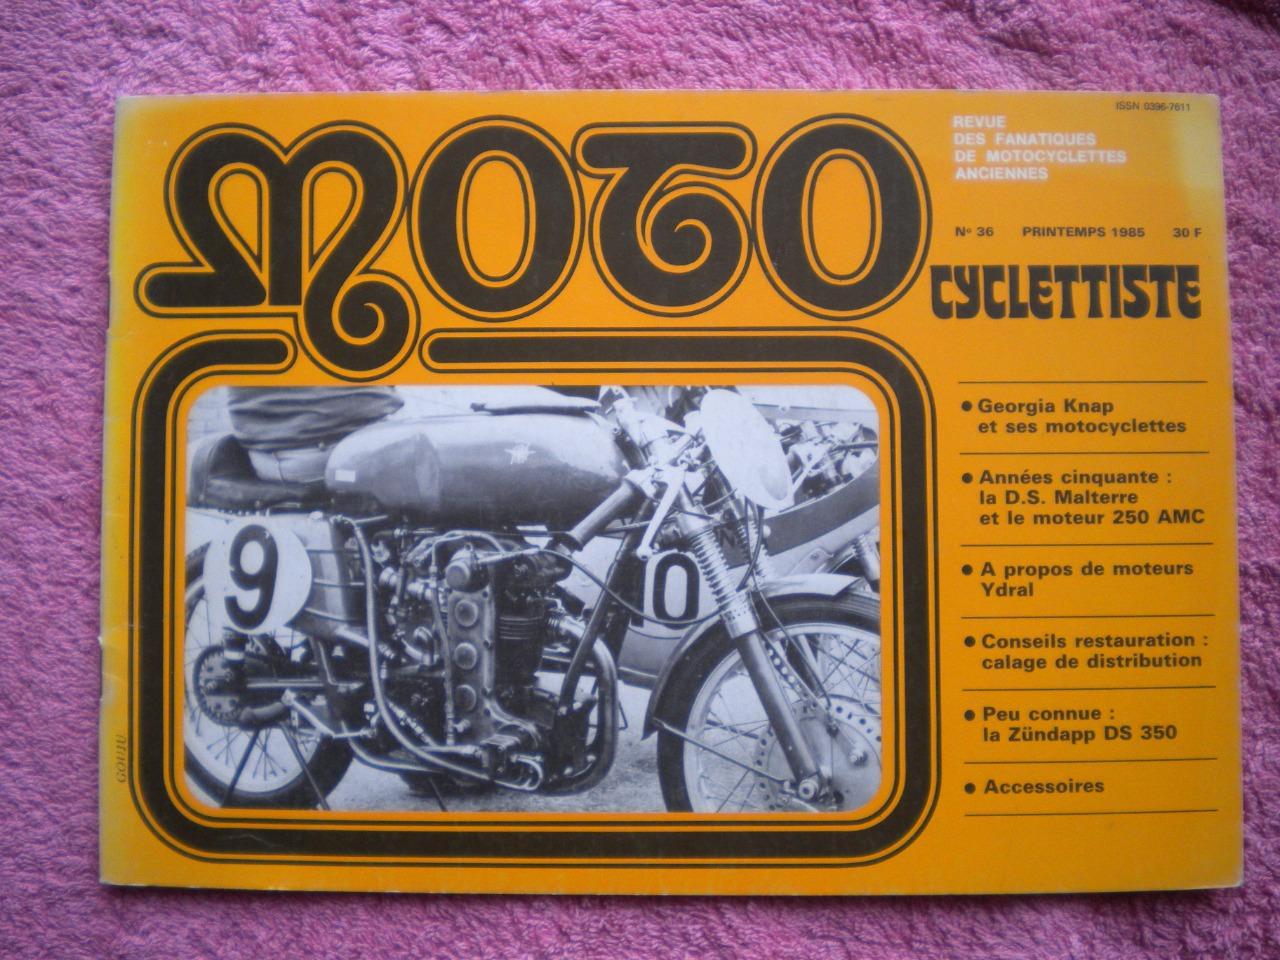 ISSN 0396-7611
MOTO
REVUE
DES FANATIQUES
DE MOTOCYCLETTES
ANCIENNES
N° 36 PRINTEMPS 1985 30 F
CYCLETTISTE
• Georgia Knap
et ses motocyclettes
• Années cinquante :
la D.S. Malterre
et le moteur 250 AMC
• A propos de moteurs
Ydral
• Conseils restauration :
calage de distribution
• Peu connue :
la Zündapp DS 350
• Accessoires
9
0
GOUJU